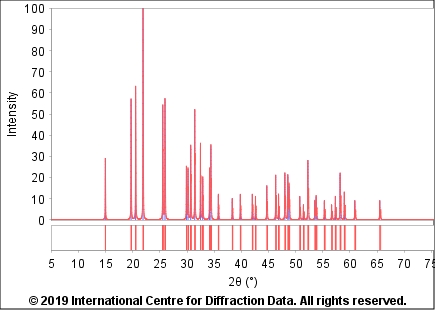 100
90
80
70
60
50
40
30
20
10
0
Intensity
5 10 15 20 25 30 35 40 45 50 55 60 65 70 75
2θ (°)
© 2019 International Centre for Diffraction Data. All rights reserved.